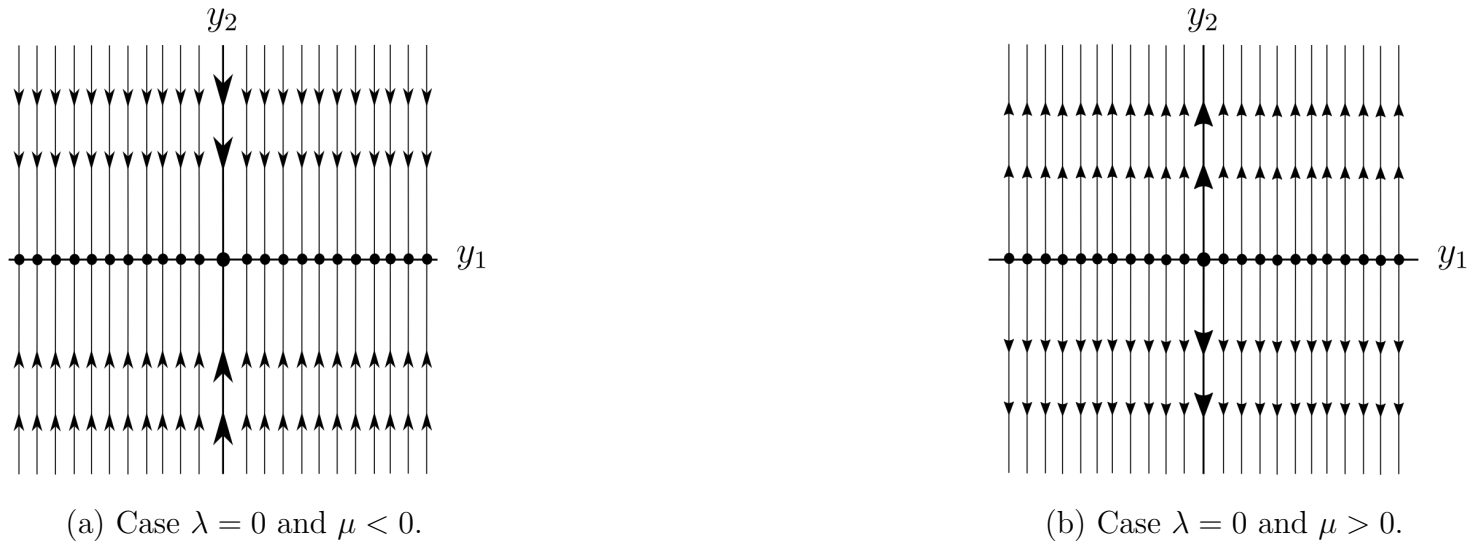 y₂
y₁
(a) Case λ = 0 and μ < 0.
y₂
y₁
(b) Case λ = 0 and μ > 0.